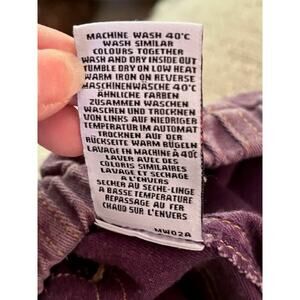 MACHINE WASH 40°C
WASH SIMILAR
COLOURS TOGETHER
WASH AND DRY INSIDE OUT
TUMBLE DRY ON LOW HEAT
WARM IRON ON REVERSE
MASCHINENWÄSCHE 40°C
ÄHNLICHE FARBEN
ZUSAMMEN WASCHEN
WASCHEN UND TROCKNEN
VON LINKS AUF NIEDRIGER
TEMPERATUR IM AUTOMAT
TROCKNEN AUF DER
RÜCKSEITE WARM BÜGELN
LAVAGE EN MACHINE À 40°
LAVER AVEC DES
COLORIS SIMILAIRES
LAVAGE ET SECHAGE
A L'ENVERS
SECHER AU SECHE-LINGE
A BASSE TEMPERATURE
REPASSAGE AU FER
CHAUD SUR L'ENVERS
MW02A